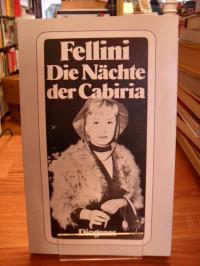 Fellini
Die Nächte
der Cabiria
Diogenes